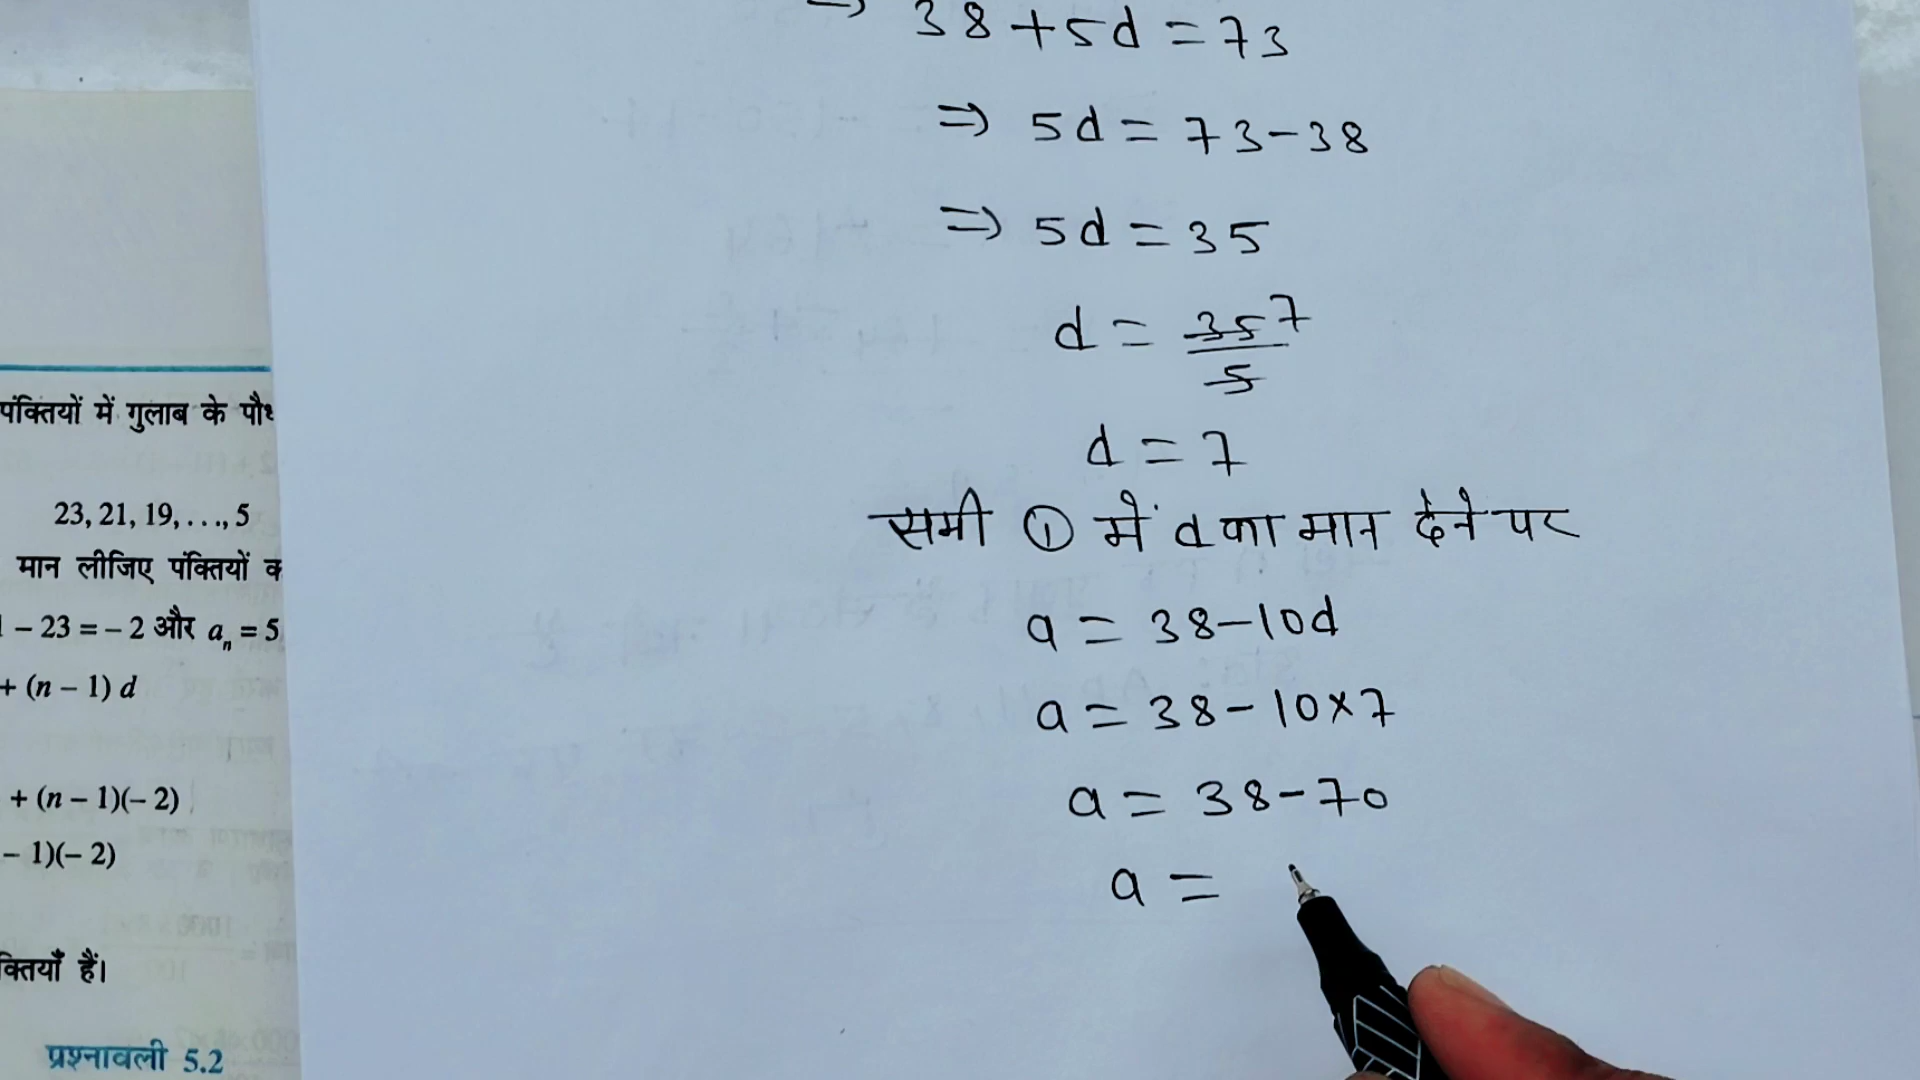 पंक्तियों में गुलाब के
23, 21, 19, . . ., 5
मान लीजिए पंक्तियों
– 23 = – 2 और aₙ = 5
+ (n – 1) d
+ (n – 1)(– 2)
– 1)(– 2)
क्तियाँ हैं।
प्रश्नावली 5.2
⇒ 38+5d=73
⇒ 5d=73-38
⇒ 5d=35
d = 35/5 7
d = 7
समी ① में d का मान देने पर
a = 38-10d
a = 38-10×7
a = 38-70
a =